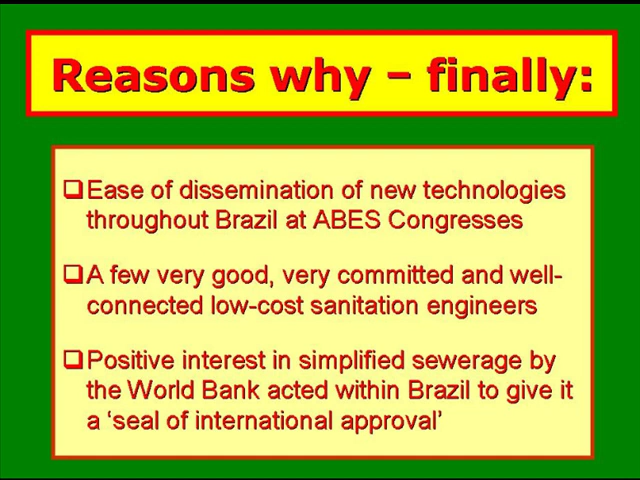 Reasons why – finally:
❑Ease of dissemination of new technologies
throughout Brazil at ABES Congresses
❑A few very good, very committed and well-
connected low-cost sanitation engineers
❑Positive interest in simplified sewerage by
the World Bank acted within Brazil to give it
a ‘seal of international approval’